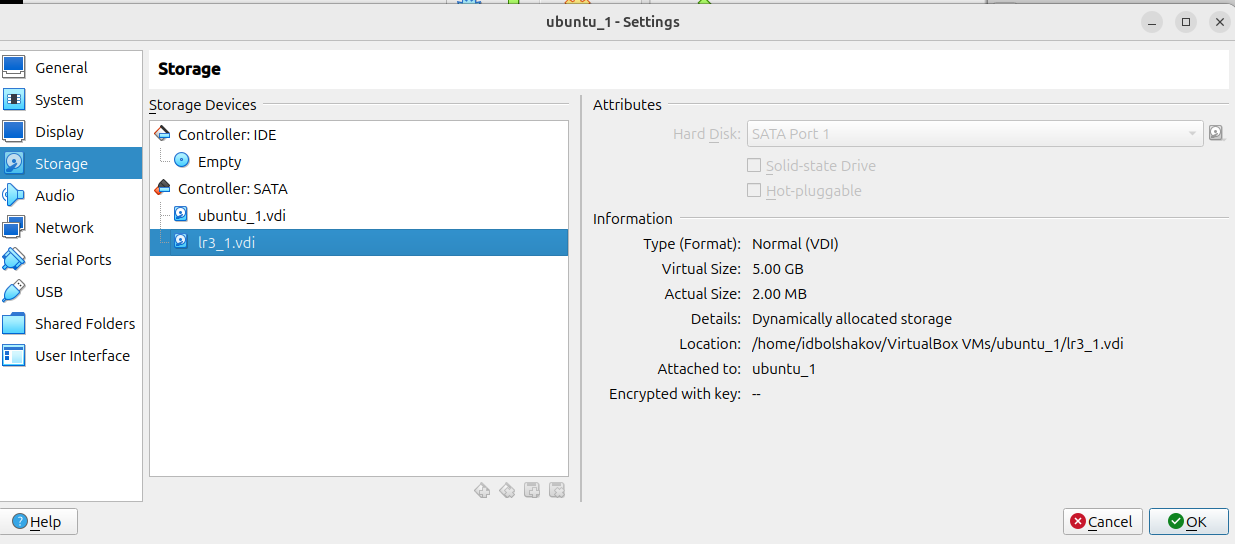 ubuntu_1 - Settings
General
System
Display
Storage
Audio
Network
Serial Ports
USB
Shared Folders
User Interface
Storage
Storage Devices
Controller: IDE
Empty
Controller: SATA
ubuntu_1.vdi
lr3_1.vdi
Attributes
Hard Disk: SATA Port 1
Solid-state Drive
Hot-pluggable
Information
Type (Format): Normal (VDI)
Virtual Size: 5.00 GB
Actual Size: 2.00 MB
Details: Dynamically allocated storage
Location: /home/idbolshakov/VirtualBox VMs/ubuntu_1/lr3_1.vdi
Attached to: ubuntu_1
Encrypted with key: --
Help
Cancel
OK